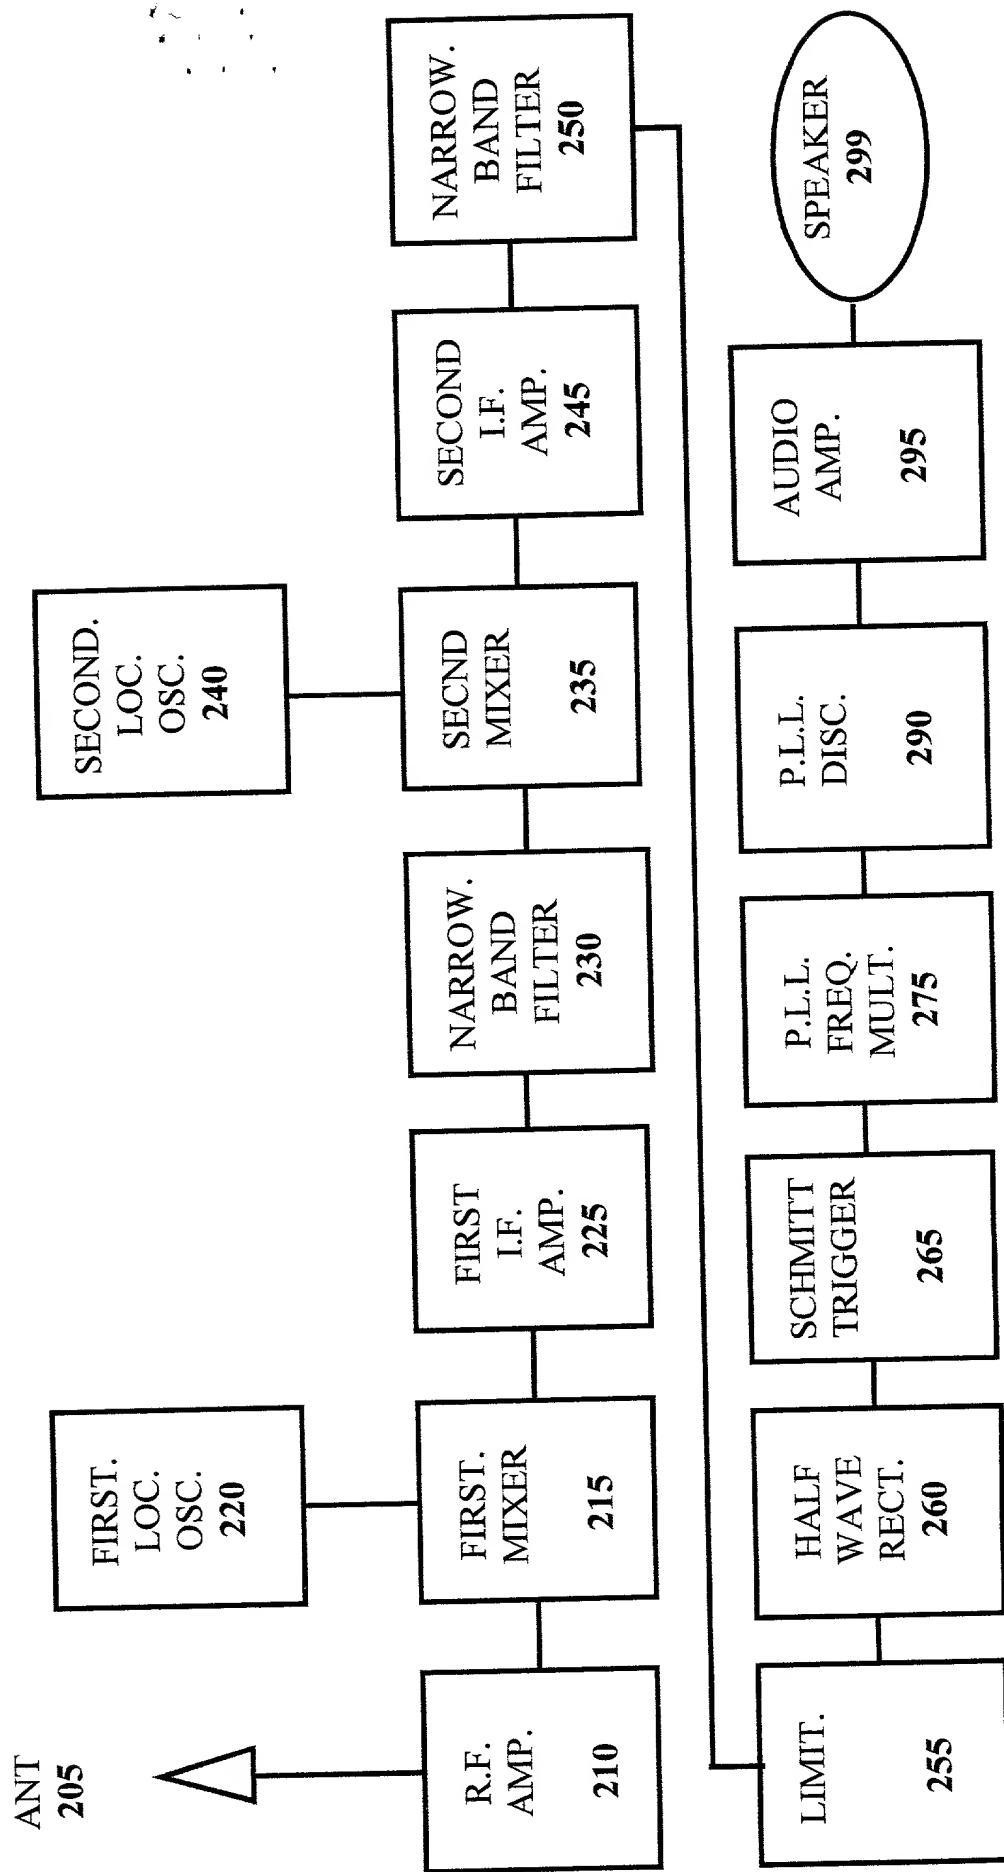 ANT
205
R.F.
AMP.
210
FIRST.
LOC.
OSC.
220
FIRST.
MIXER
215
FIRST
I.F.
AMP.
225
NARROW.
BAND
FILTER
230
SECOND.
LOC.
OSC.
240
SECND
MIXER
235
SECOND
I.F.
AMP.
245
NARROW.
BAND
FILTER
250
LIMIT.
255
HALF
WAVE
RECT.
260
SCHMITT
TRIGGER
265
P.L.L.
FREQ.
MULT.
275
P.L.L.
DISC.
290
AUDIO
AMP.
295
SPEAKER
299